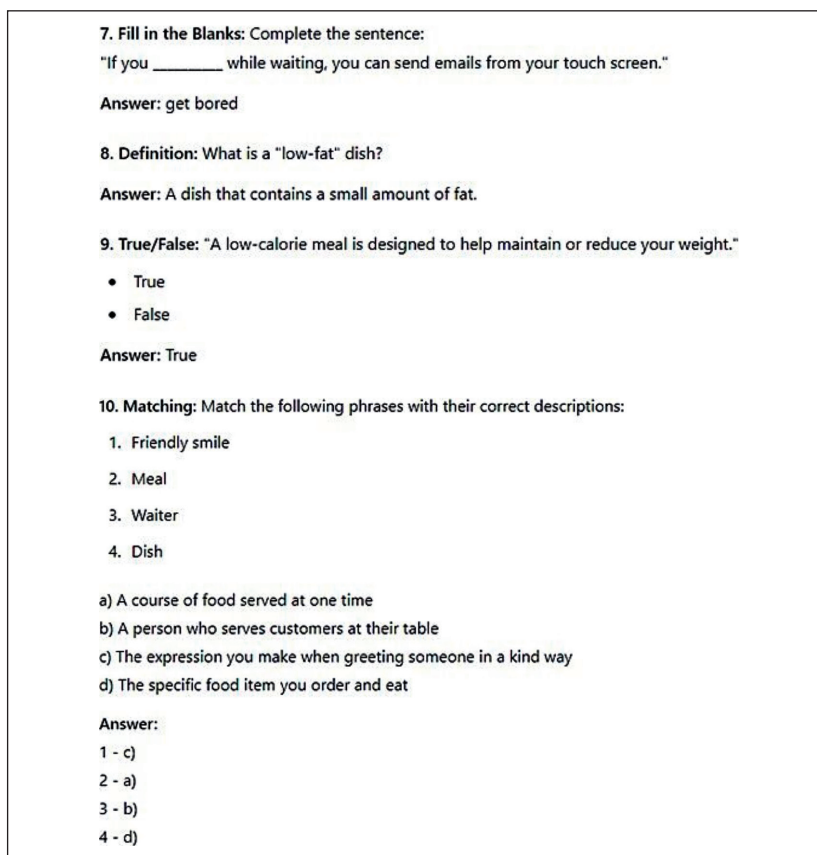 7. Fill in the Blanks: Complete the sentence:
"If you _________ while waiting, you can send emails from your touch screen."
Answer: get bored
8. Definition: What is a "low-fat" dish?
Answer: A dish that contains a small amount of fat.
9. True/False: "A low-calorie meal is designed to help maintain or reduce your weight."
• True
• False
Answer: True
10. Matching: Match the following phrases with their correct descriptions:
1. Friendly smile
2. Meal
3. Waiter
4. Dish
a) A course of food served at one time
b) A person who serves customers at their table
c) The expression you make when greeting someone in a kind way
d) The specific food item you order and eat
Answer:
1 - c)
2 - a)
3 - b)
4 - d)